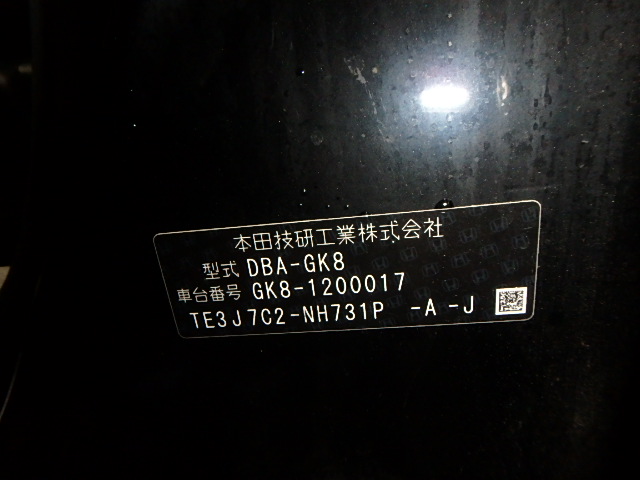 本田技研工業株式会社
型式 DBA-GK8
車台番号 GK8-1200017
TE3J7C2-NH731P -A -J